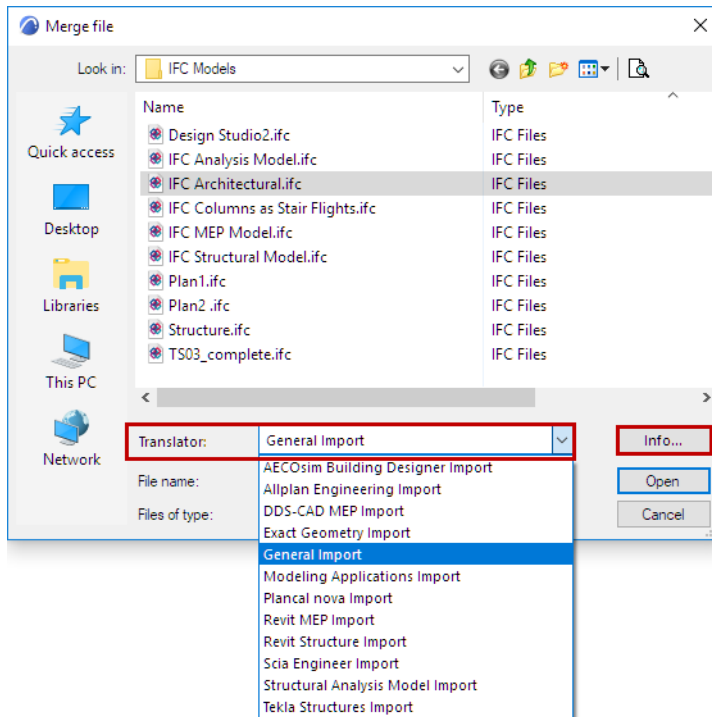 Merge file
Look in: IFC Models
Name Type
Design Studio2.ifc IFC Files
IFC Analysis Model.ifc IFC Files
IFC Architectural.ifc IFC Files
IFC Columns as Stair Flights.ifc IFC Files
IFC MEP Model.ifc IFC Files
IFC Structural Model.ifc IFC Files
Plan1.ifc IFC Files
Plan2 .ifc IFC Files
Structure.ifc IFC Files
TS03_complete.ifc IFC Files
Quick access
Desktop
Libraries
This PC
Network
Translator: General Import Info...
File name: Open
Files of type: Cancel
AECOsim Building Designer Import
Allplan Engineering Import
DDS-CAD MEP Import
Exact Geometry Import
General Import
Modeling Applications Import
Plancal nova Import
Revit MEP Import
Revit Structure Import
Scia Engineer Import
Structural Analysis Model Import
Tekla Structures Import